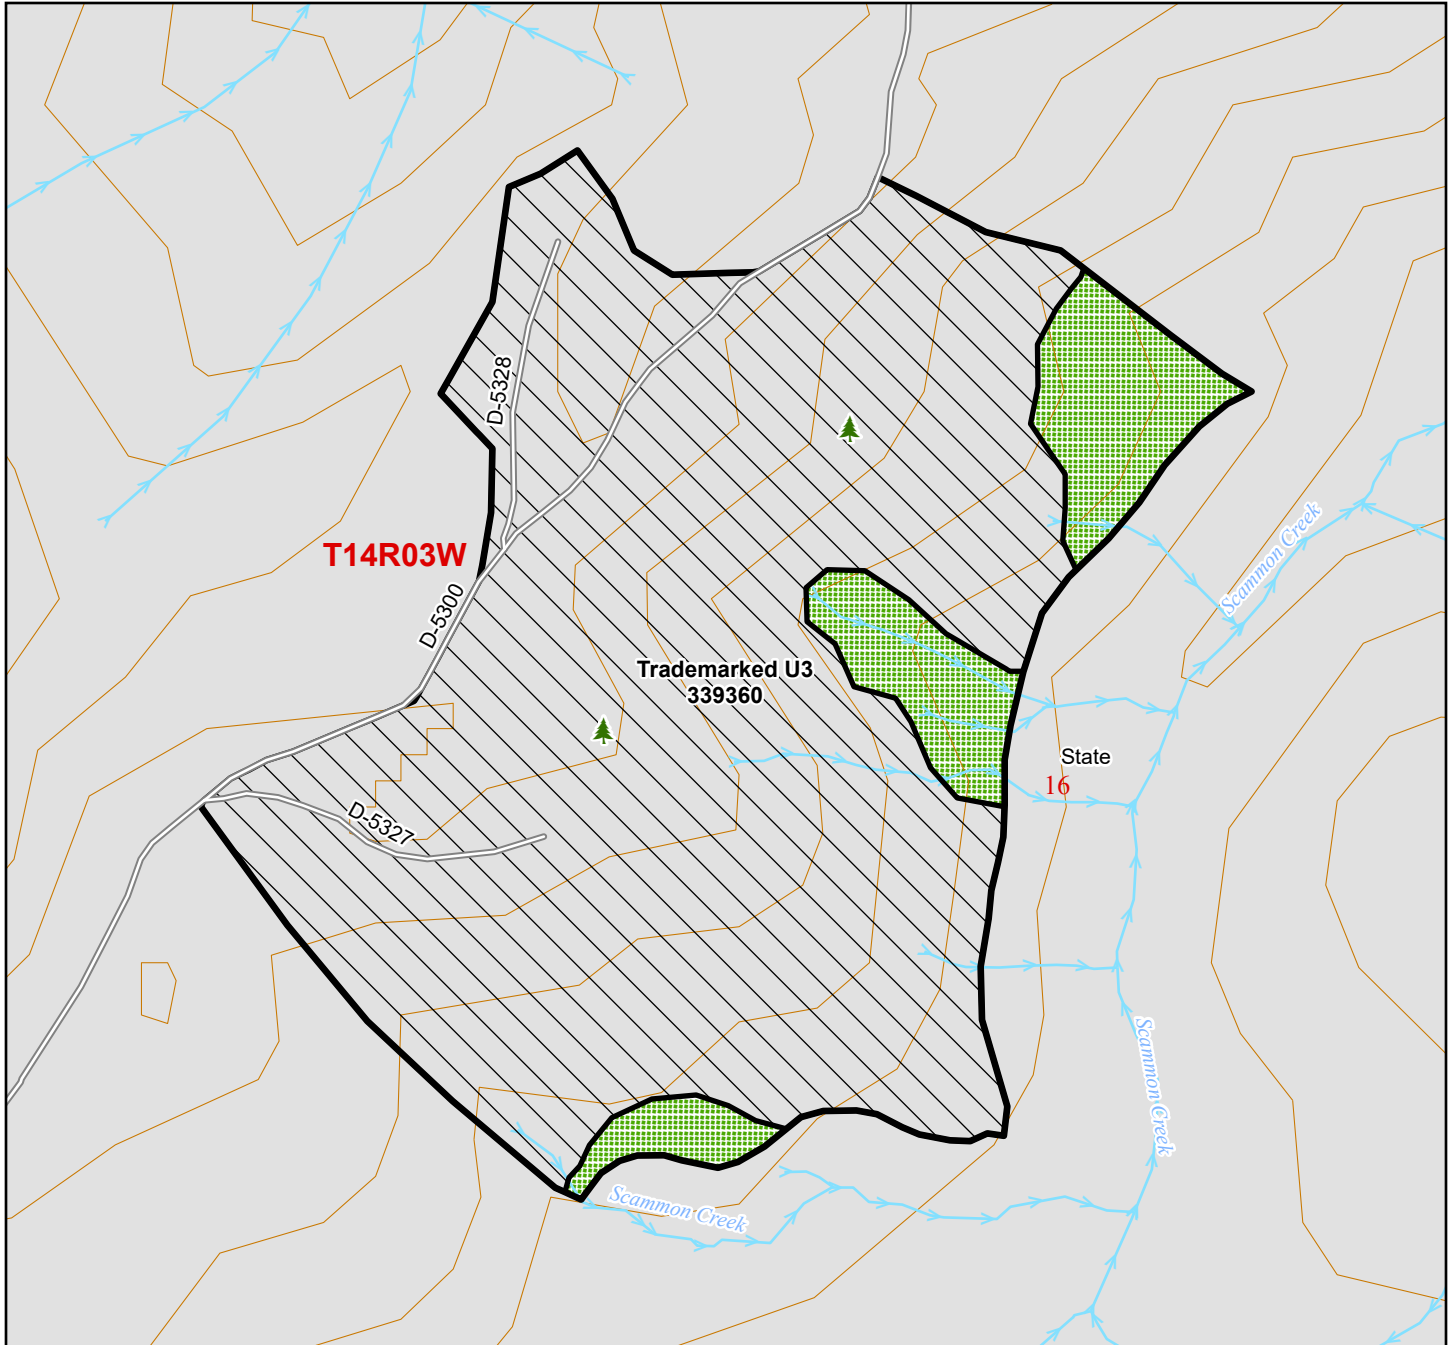 D-5328
T14R03W
D-5300
Scammon Creek
Trademarked U3
339360
State
16
D-5327
Scammon Creek
Scammon Creek